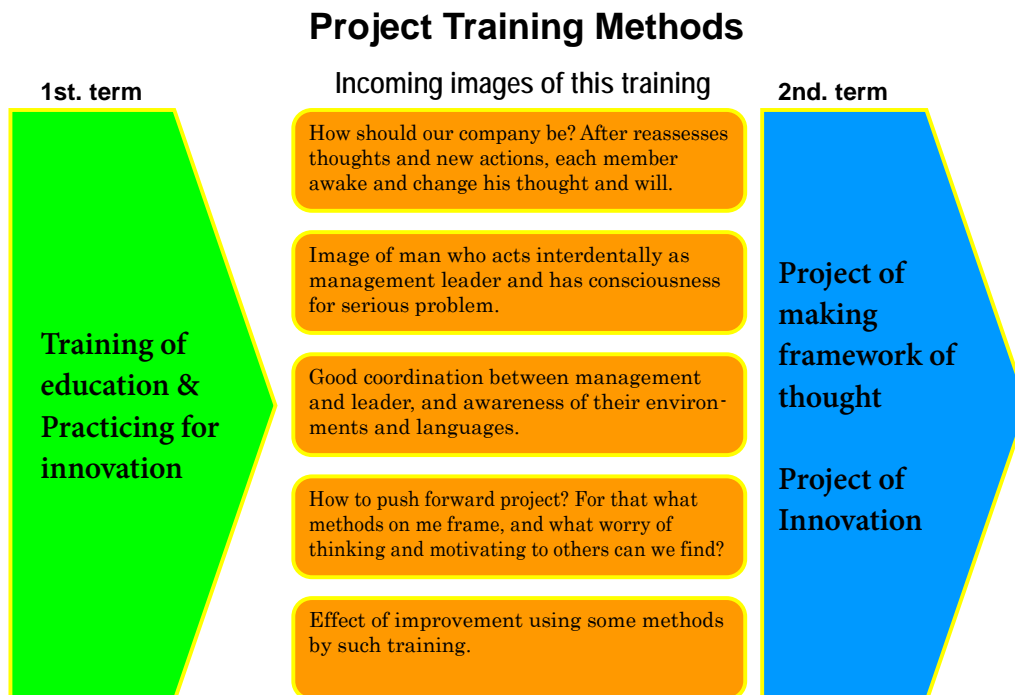 Project Training Methods
1st. term
Training of
education &
Practicing for
innovation
Incoming images of this training
How should our company be? After reassesses
thoughts and new actions, each member
awake and change his thought and will.
Image of man who acts interdentally as
management leader and has consciousness
for serious problem.
Good coordination between management
and leader, and awareness of their environ-
ments and languages.
How to push forward project? For that what
methods on me frame, and what worry of
thinking and motivating to others can we find?
Effect of improvement using some methods
by such training.
2nd. term
Project of
making
framework of
thought
Project of
Innovation